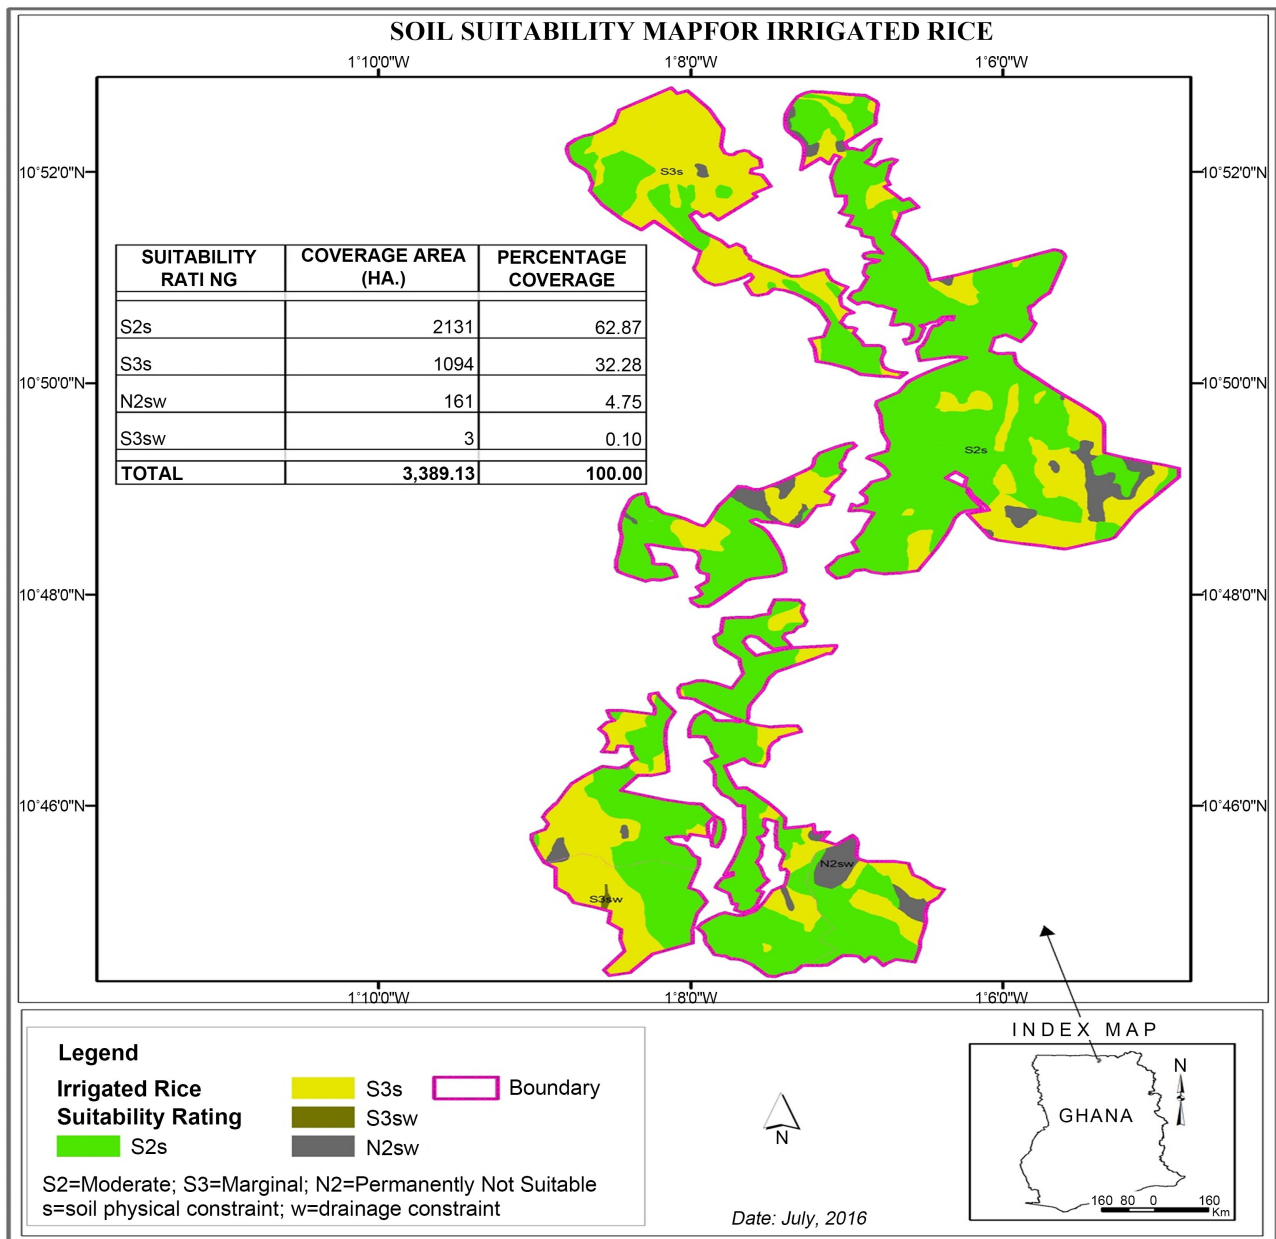 SOIL SUITABILITY MAPFOR IRRIGATED RICE
1°10'0"W 1°8'0"W 1°6'0"W
10°52'0"N 10°52'0"N
S3s
SUITABILITY RATI NG COVERAGE AREA (HA.) PERCENTAGE COVERAGE
S2s 2131 62.87
S3s 1094 32.28
N2sw 161 4.75
S3sw 3 0.10
TOTAL 3,389.13 100.00
10°50'0"N 10°50'0"N
S2s
10°48'0"N 10°48'0"N
10°46'0"N 10°46'0"N
N2sw
S3sw
1°10'0"W 1°8'0"W 1°6'0"W
Legend
Irrigated Rice
Suitability Rating
S2s
S3s
S3sw
N2sw
Boundary
S2=Moderate; S3=Marginal; N2=Permanently Not Suitable
s=soil physical constraint; w=drainage constraint
N
Date: July, 2016
INDEX MAP
N
GHANA
160 80 0 160
Km